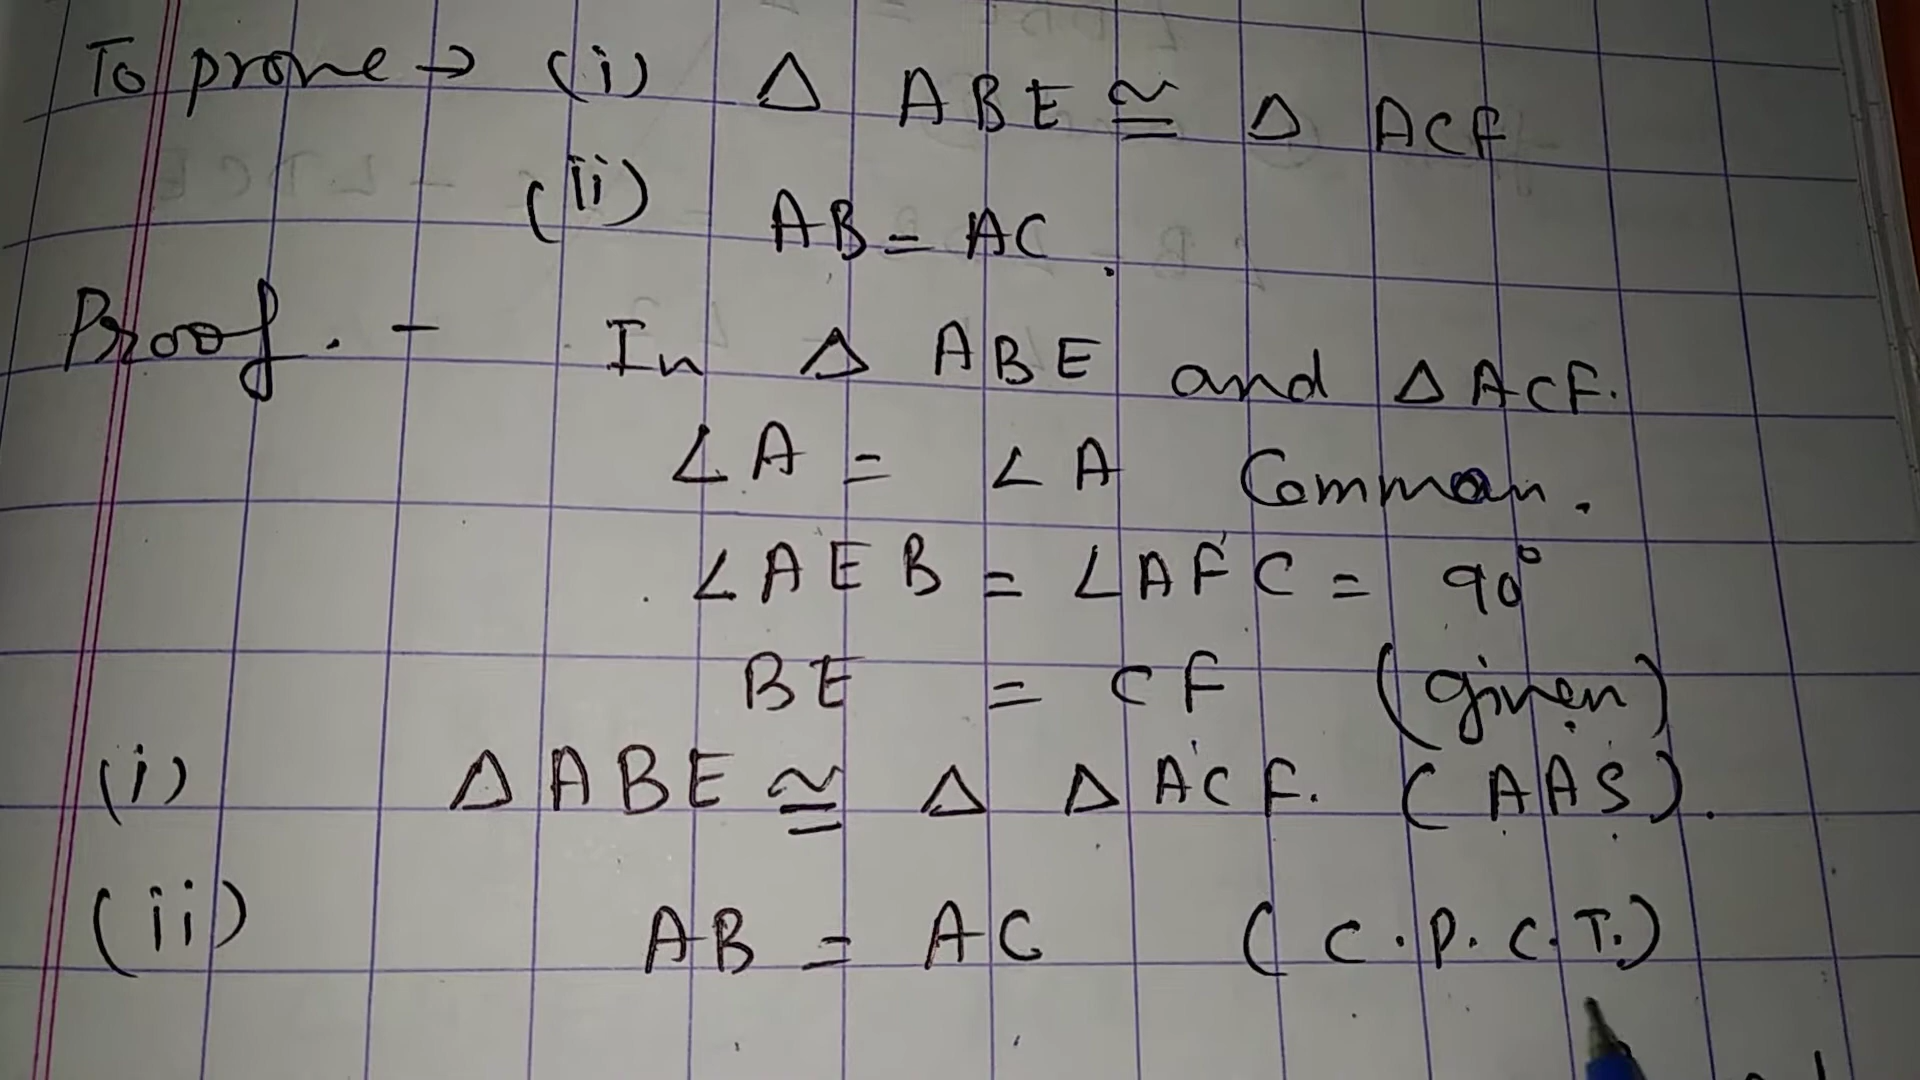 To prove → (i) Δ ABE ≅ Δ ACF
(ii) AB = AC.
Proof. - In Δ ABE and Δ ACF.
∠A = ∠A Common.
∠AEB = ∠AFC = 90°
BE = CF (given)
(i) Δ ABE ≅ Δ Δ ACF. (AAS).
(ii) AB = AC (C.P.C.T.)